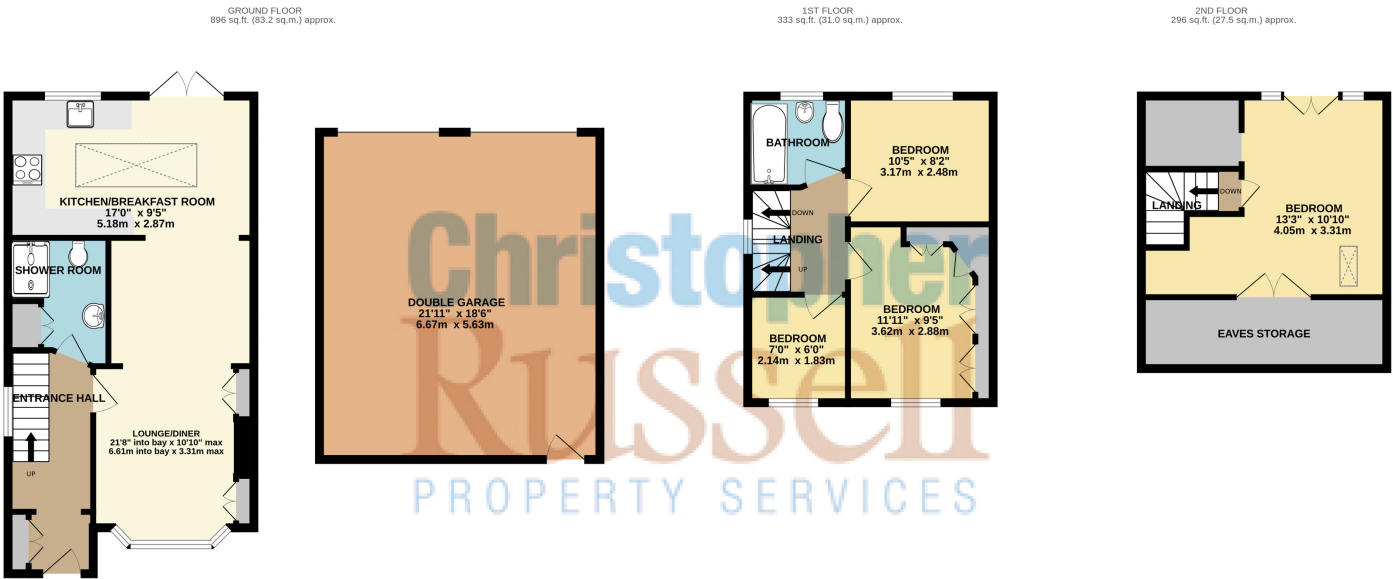 GROUND FLOOR
896 sq.ft. (83.2 sq.m.) approx.
1ST FLOOR
333 sq.ft. (31.0 sq.m.) approx.
2ND FLOOR
296 sq.ft. (27.5 sq.m.) approx.
KITCHEN/BREAKFAST ROOM
17'0" x 9'5"
5.18m x 2.87m
SHOWER ROOM
ENTRANCE HALL
UP
LOUNGE/DINER
21'8" into bay x 10'10" max
6.61m into bay x 3.31m max
DOUBLE GARAGE
21'11" x 18'6"
6.67m x 5.63m
BATHROOM
BEDROOM
10'5" x 8'2"
3.17m x 2.48m
DOWN
LANDING
UP
BEDROOM
11'11" x 9'5"
3.62m x 2.88m
BEDROOM
7'0" x 6'0"
2.14m x 1.83m
DOWN
LANDING
BEDROOM
13'3" x 10'10"
4.05m x 3.31m
EAVES STORAGE
Christopher
Russell
PROPERTY SERVICES